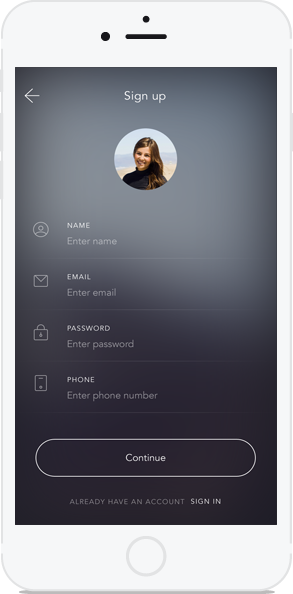 Sign up
NAME
Enter name
EMAIL
Enter email
PASSWORD
Enter password
PHONE
Enter phone number
Continue
ALREADY HAVE AN ACCOUNT SIGN IN